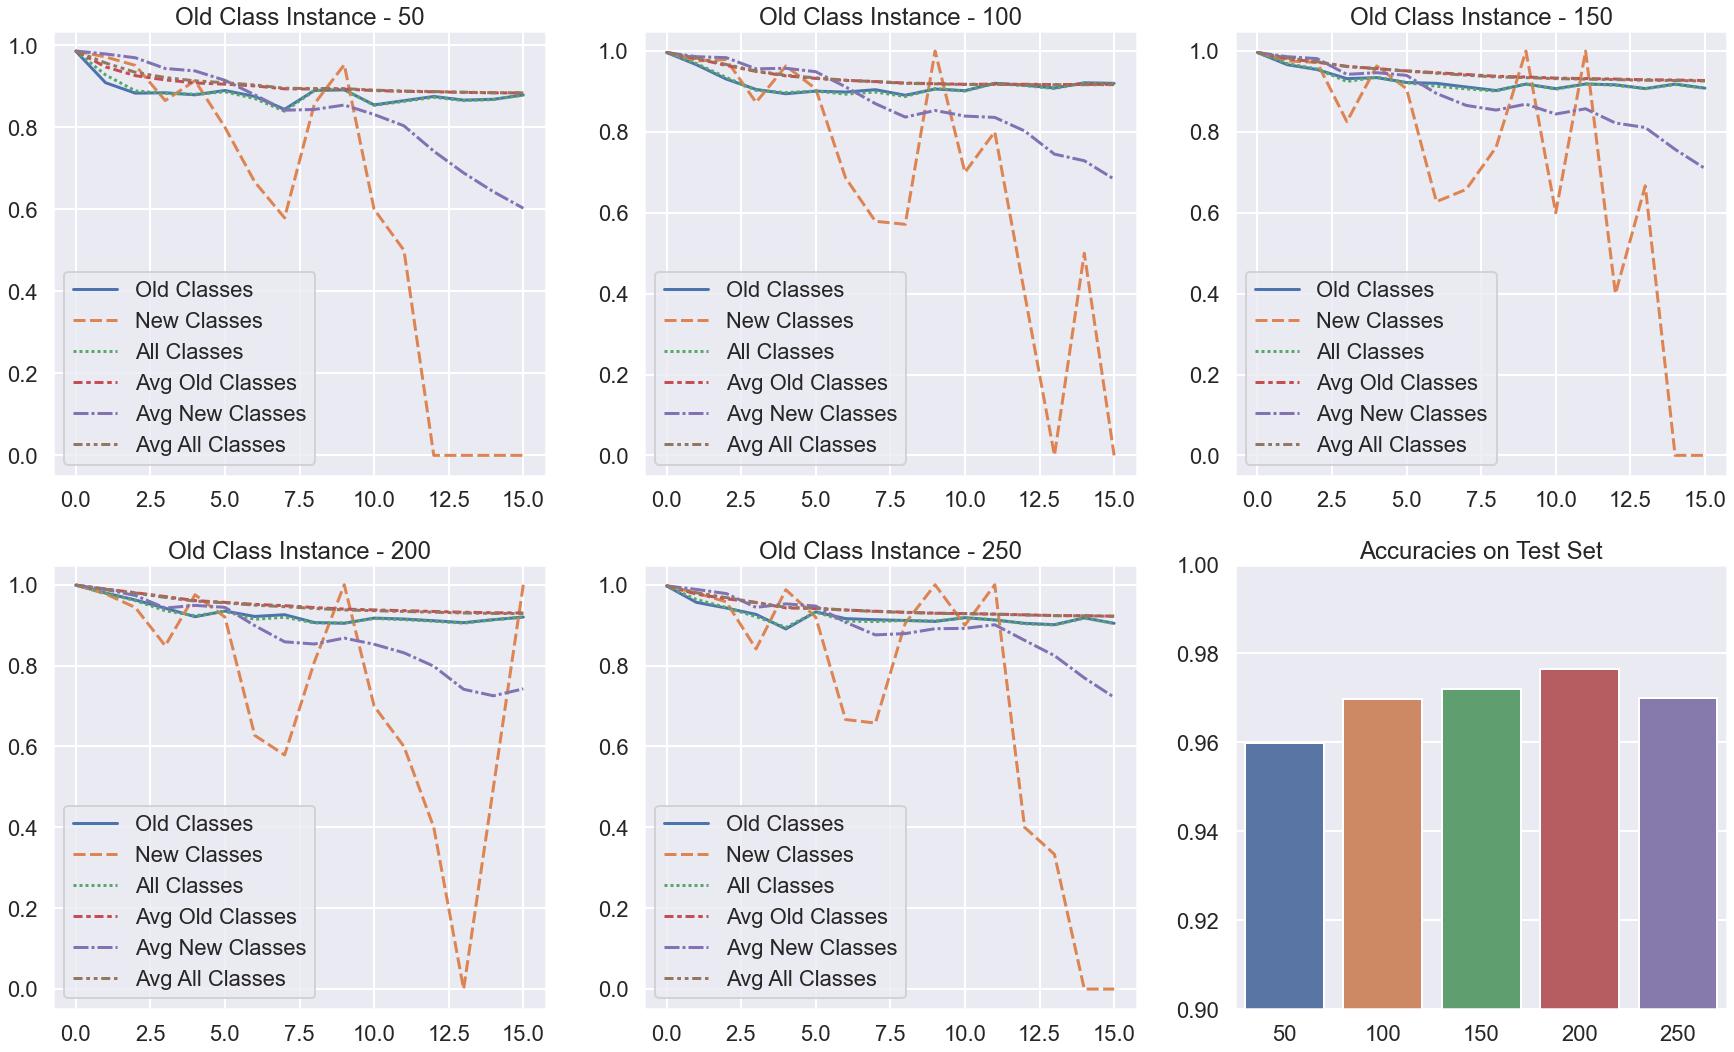 Old Class Instance - 50
1.0
0.8
0.6
0.4
0.2
0.0
Old Classes
New Classes
All Classes
Avg Old Classes
Avg New Classes
Avg All Classes
0.0 2.5 5.0 7.5 10.0 12.5 15.0
Old Class Instance - 100
1.0
0.8
0.6
0.4
0.2
0.0
Old Classes
New Classes
All Classes
Avg Old Classes
Avg New Classes
Avg All Classes
0.0 2.5 5.0 7.5 10.0 12.5 15.0
Old Class Instance - 150
1.0
0.8
0.6
0.4
0.2
0.0
Old Classes
New Classes
All Classes
Avg Old Classes
Avg New Classes
Avg All Classes
0.0 2.5 5.0 7.5 10.0 12.5 15.0
Old Class Instance - 200
1.0
0.8
0.6
0.4
0.2
0.0
Old Classes
New Classes
All Classes
Avg Old Classes
Avg New Classes
Avg All Classes
0.0 2.5 5.0 7.5 10.0 12.5 15.0
Old Class Instance - 250
1.0
0.8
0.6
0.4
0.2
0.0
Old Classes
New Classes
All Classes
Avg Old Classes
Avg New Classes
Avg All Classes
0.0 2.5 5.0 7.5 10.0 12.5 15.0
Accuracies on Test Set
1.00
0.98
0.96
0.94
0.92
0.90
50 100 150 200 250